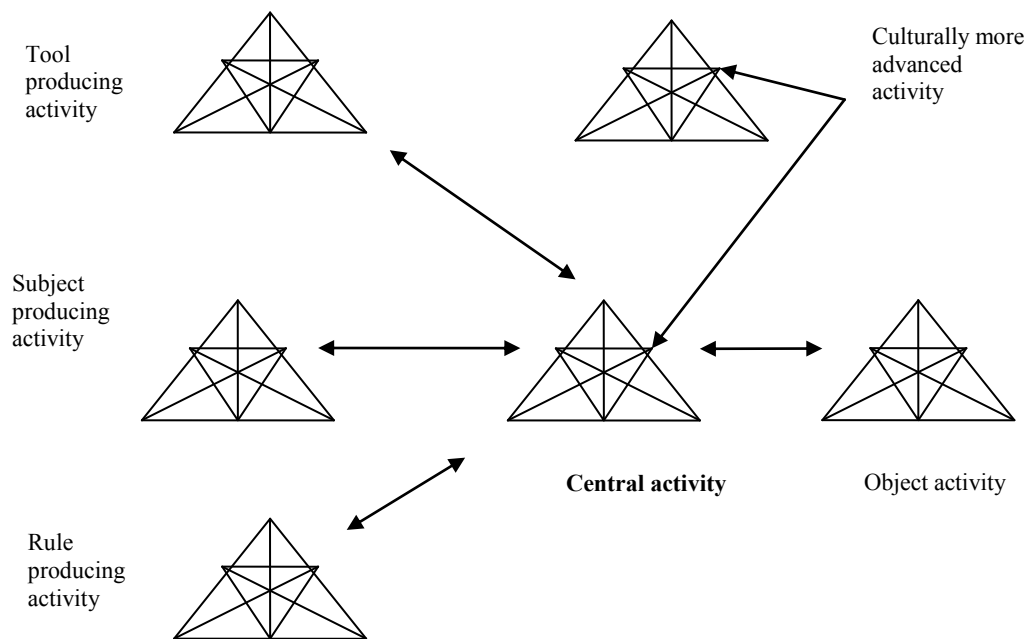 Tool
producing
activity
Culturally more
advanced
activity
Subject
producing
activity
Central activity
Object activity
Rule
producing
activity